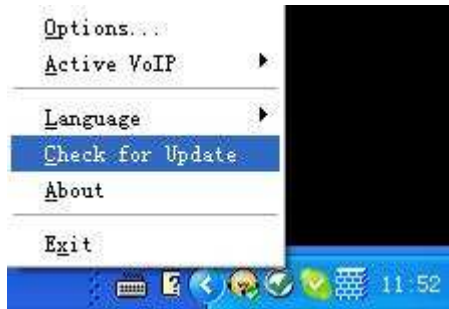 Options...
Active VoIP
Language
Check for Update
About
Exit
11:52